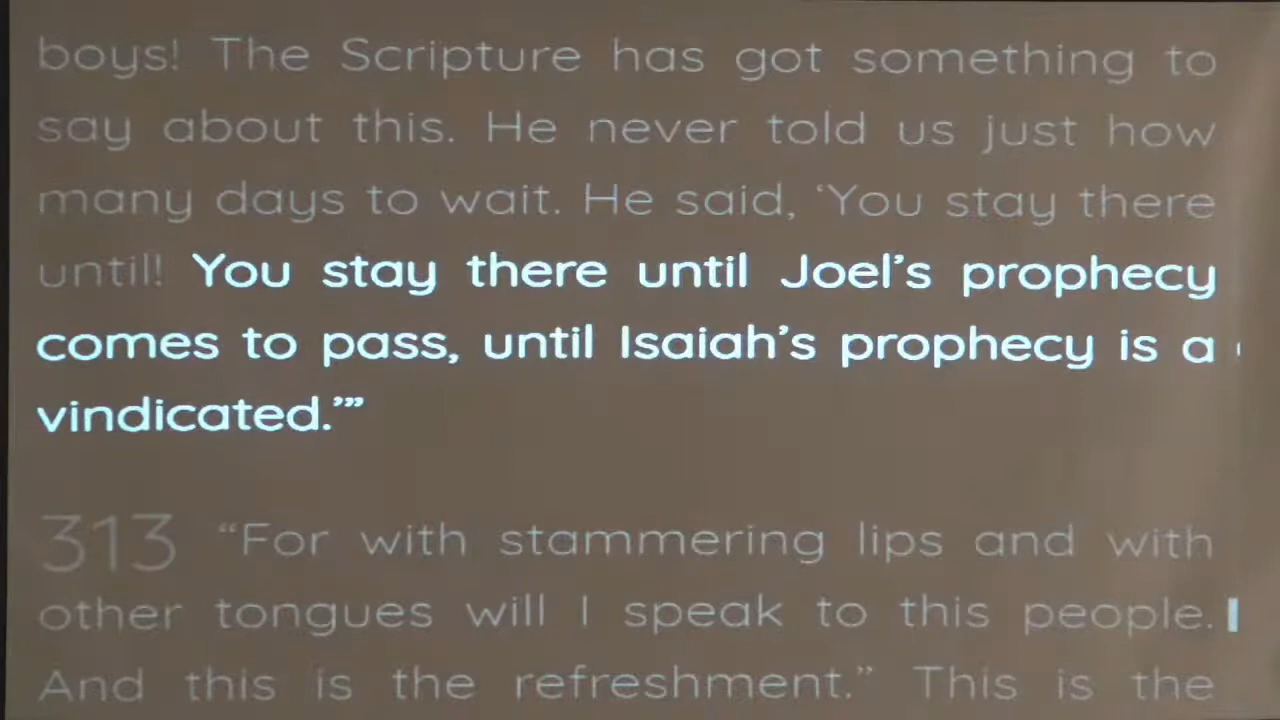 boys! The Scripture has got something to
say about this. He never told us just how
many days to wait. He said, ‘You stay there
until! You stay there until Joel’s prophecy
comes to pass, until Isaiah’s prophecy is a
vindicated.’”
313 “For with stammering lips and with
other tongues will I speak to this people.
And this is the refreshment.” This is the